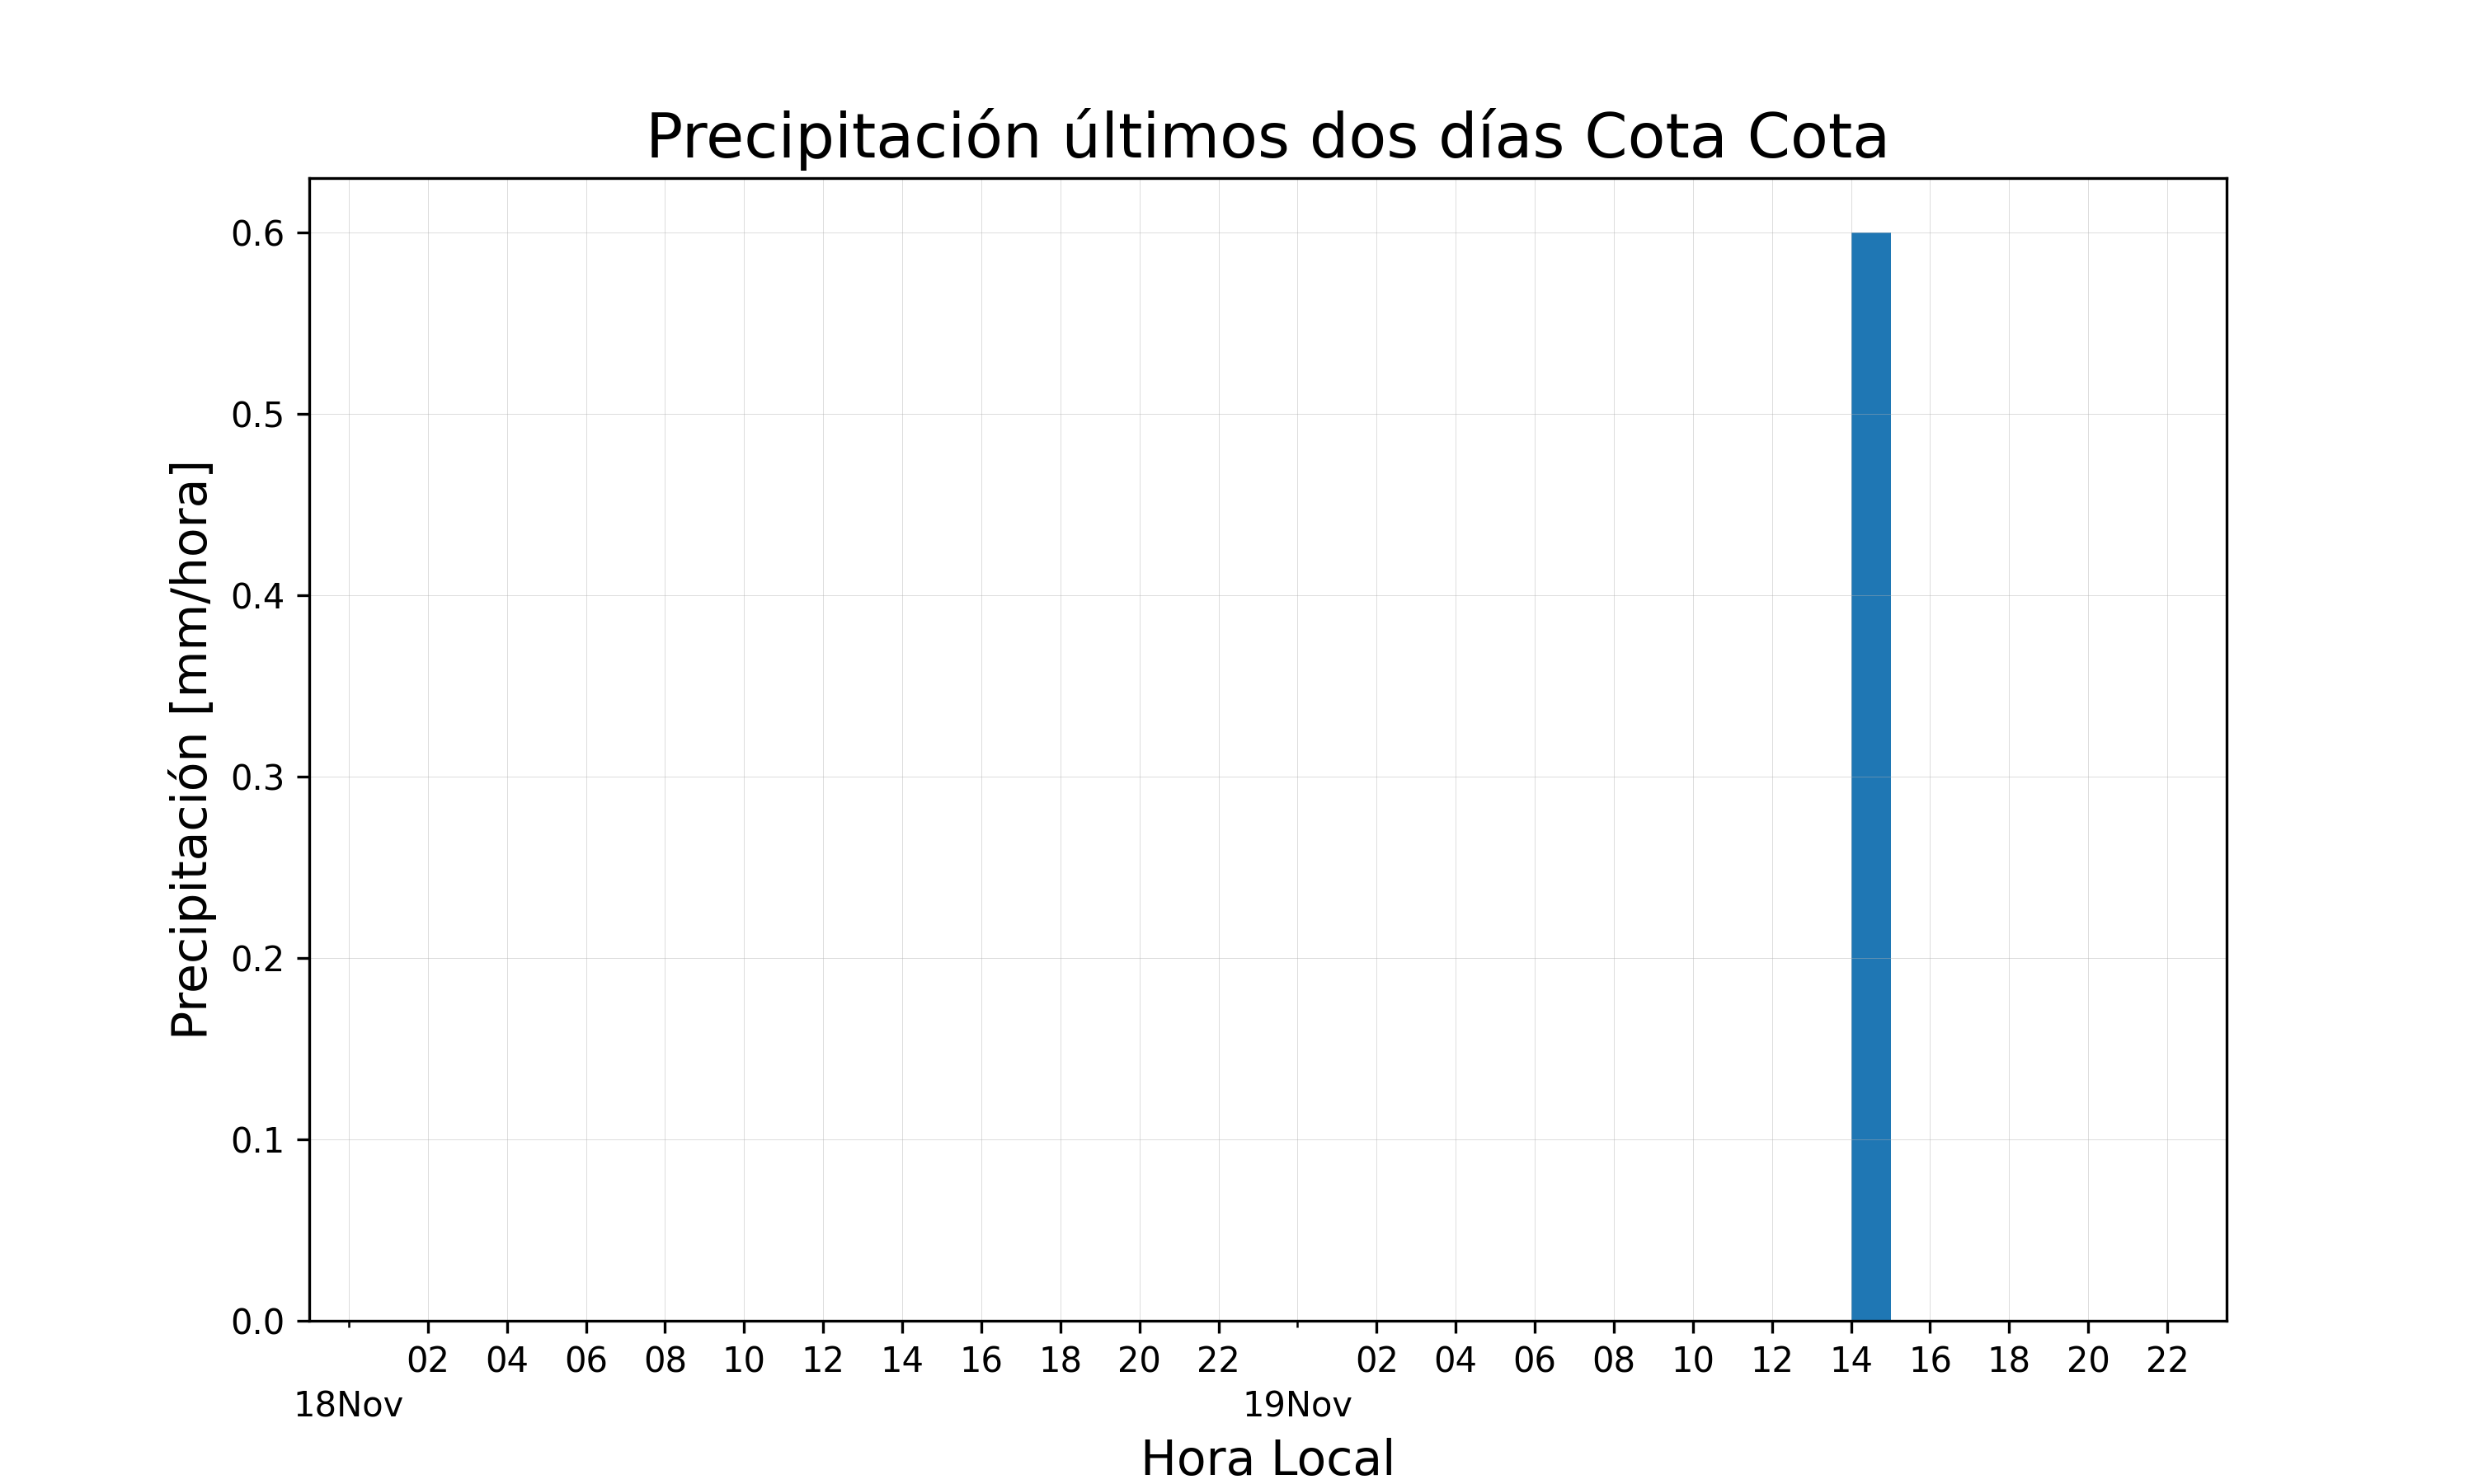 Precipitación últimos dos días Cota Cota
Precipitación [mm/hora]
0.6
0.5
0.4
0.3
0.2
0.1
0.0
02 04 06 08 10 12 14 16 18 20 22 02 04 06 08 10 12 14 16 18 20 22
18Nov 19Nov
Hora Local